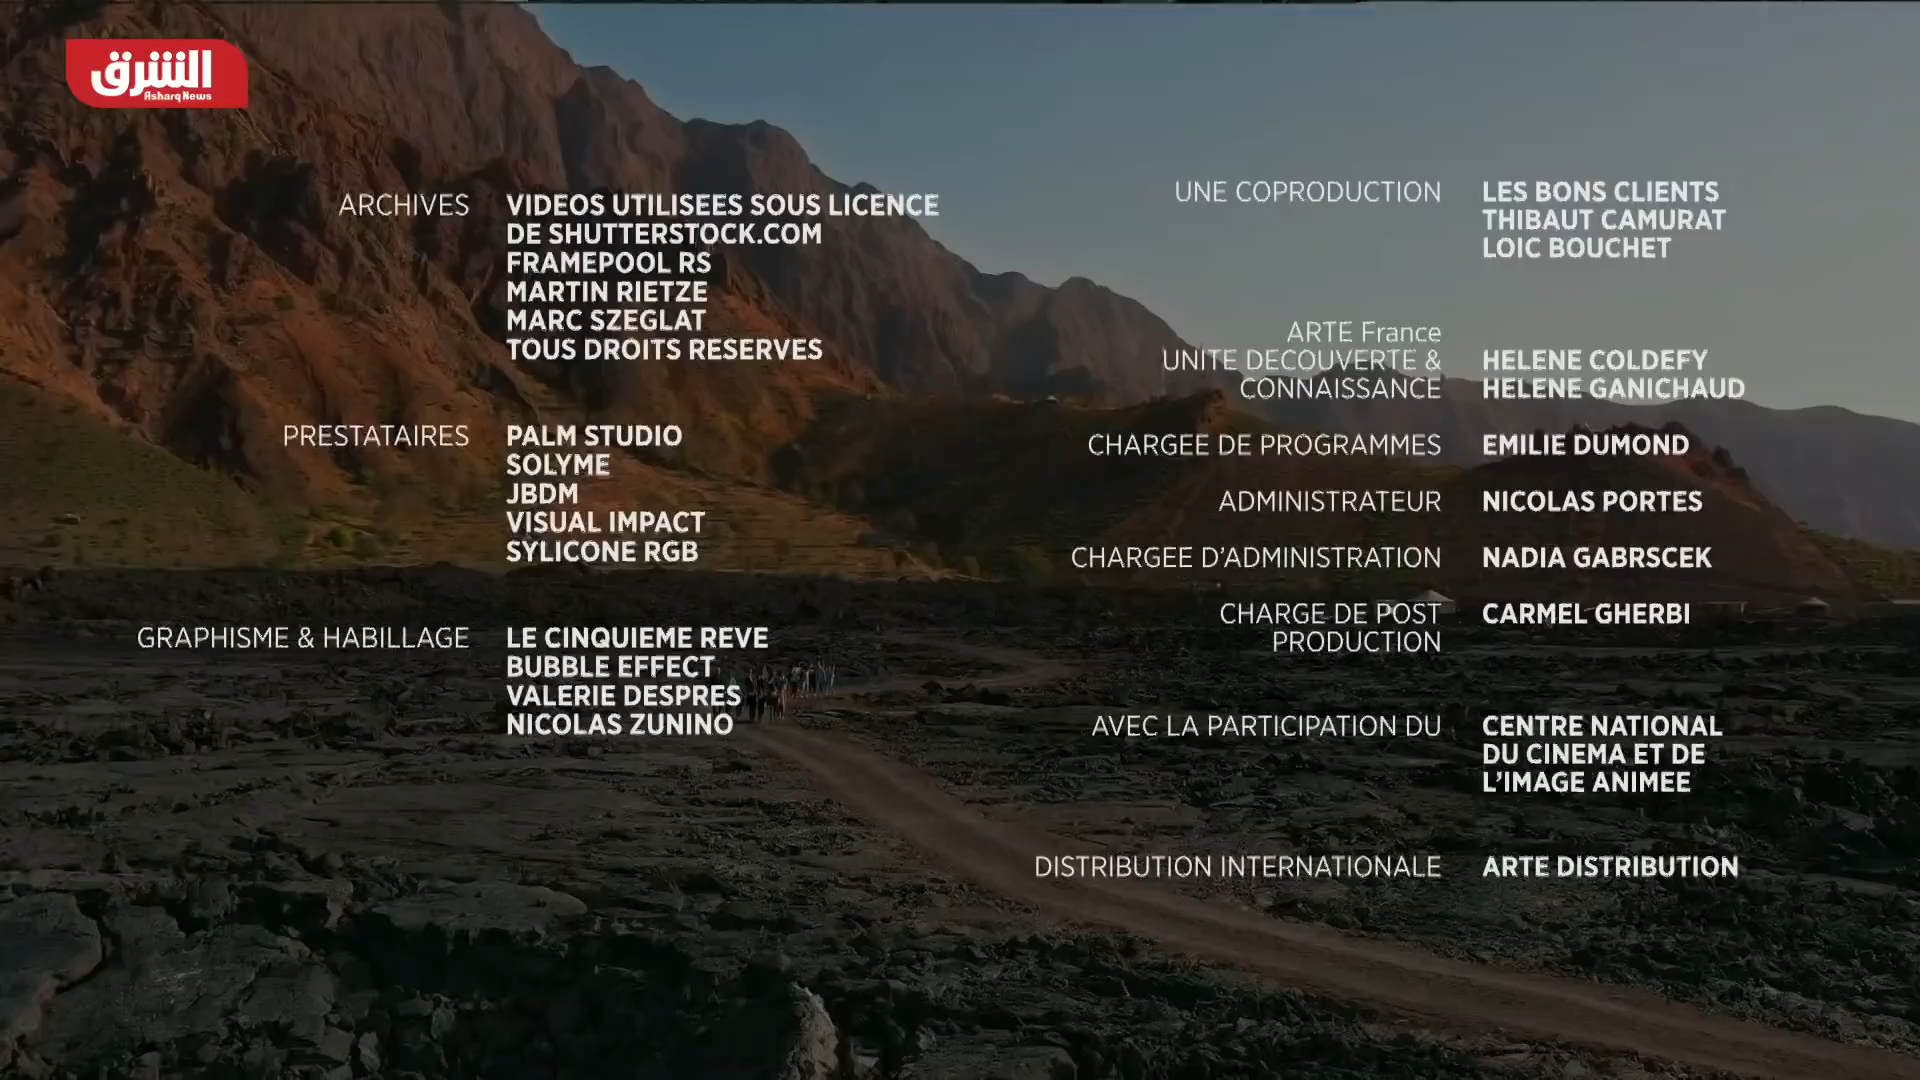 الشرق
Asharq News
ARCHIVES VIDEOS UTILISEES SOUS LICENCE
DE SHUTTERSTOCK.COM
FRAMEPOOL RS
MARTIN RIETZE
MARC SZEGLAT
TOUS DROITS RESERVES
PRESTATAIRES PALM STUDIO
SOLYME
JBDM
VISUAL IMPACT
SYLICONE RGB
GRAPHISME & HABILLAGE LE CINQUIEME REVE
BUBBLE EFFECT
VALERIE DESPRES
NICOLAS ZUNINO
UNE COPRODUCTION LES BONS CLIENTS
THIBAUT CAMURAT
LOIC BOUCHET
ARTE France
UNITE DECOUVERTE & HELENE COLDEFY
CONNAISSANCE HELENE GANICHAUD
CHARGEE DE PROGRAMMES EMILIE DUMOND
ADMINISTRATEUR NICOLAS PORTES
CHARGEE D’ADMINISTRATION NADIA GABRSCEK
CHARGE DE POST CARMEL GHERBI
PRODUCTION
AVEC LA PARTICIPATION DU CENTRE NATIONAL
DU CINEMA ET DE
L’IMAGE ANIMEE
DISTRIBUTION INTERNATIONALE ARTE DISTRIBUTION